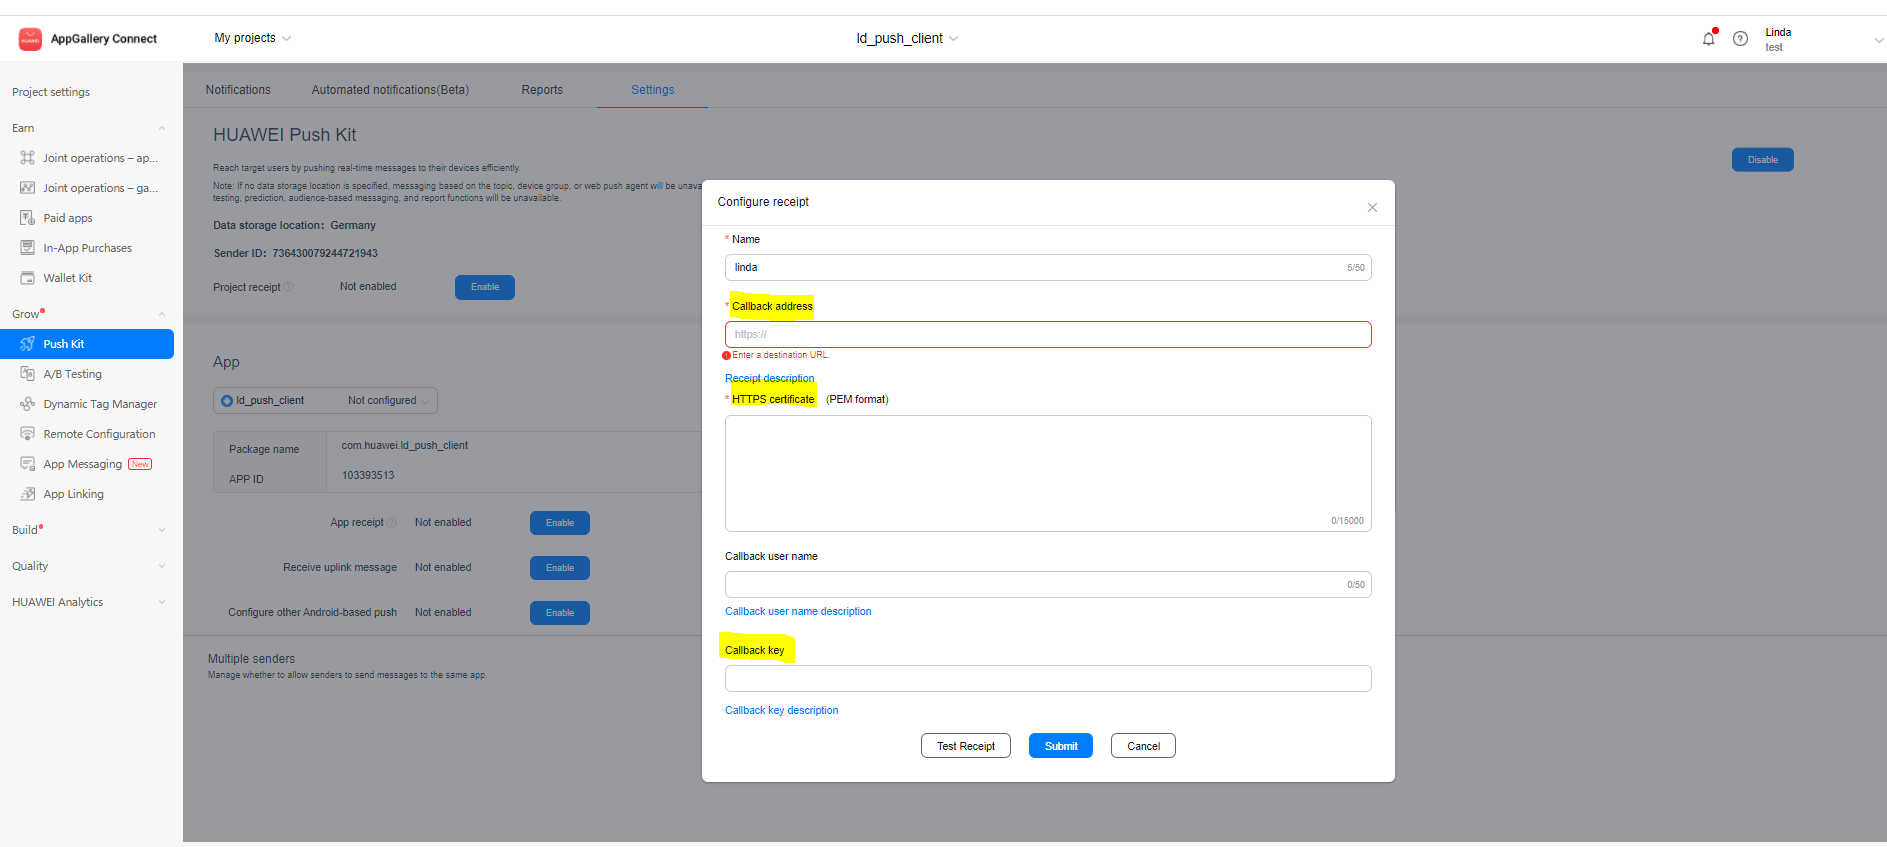 HUAWEI
AppGallery Connect
My projects
ld_push_client
Linda
test
Project settings
Earn
Joint operations – ap...
Joint operations – ga...
Paid apps
In-App Purchases
Wallet Kit
Grow
Push Kit
A/B Testing
Dynamic Tag Manager
Remote Configuration
App Messaging New
App Linking
Build
Quality
HUAWEI Analytics
Notifications
Automated notifications(Beta)
Reports
Settings
HUAWEI Push Kit
Reach target users by pushing real-time messages to their devices efficiently.
Note: If no data storage location is specified, messaging based on the topic, device group, or web push agent will be unava
testing, prediction, audience-based messaging, and report functions will be unavailable.
Disable
Data storage location: Germany
Sender ID: 736430079244721943
Project receipt Not enabled Enable
App
ld_push_client Not configured
Package name com.huawei.ld_push_client
APP ID 103393513
App receipt Not enabled Enable
Receive uplink message Not enabled Enable
Configure other Android-based push Not enabled Enable
Multiple senders
Manage whether to allow senders to send messages to the same app.
Configure receipt
* Name
linda 5/50
* Callback address
https://
Enter a destination URL.
Receipt description
* HTTPS certificate (PEM format)
0/15000
Callback user name
0/50
Callback user name description
Callback key
Callback key description
Test Receipt
Submit
Cancel